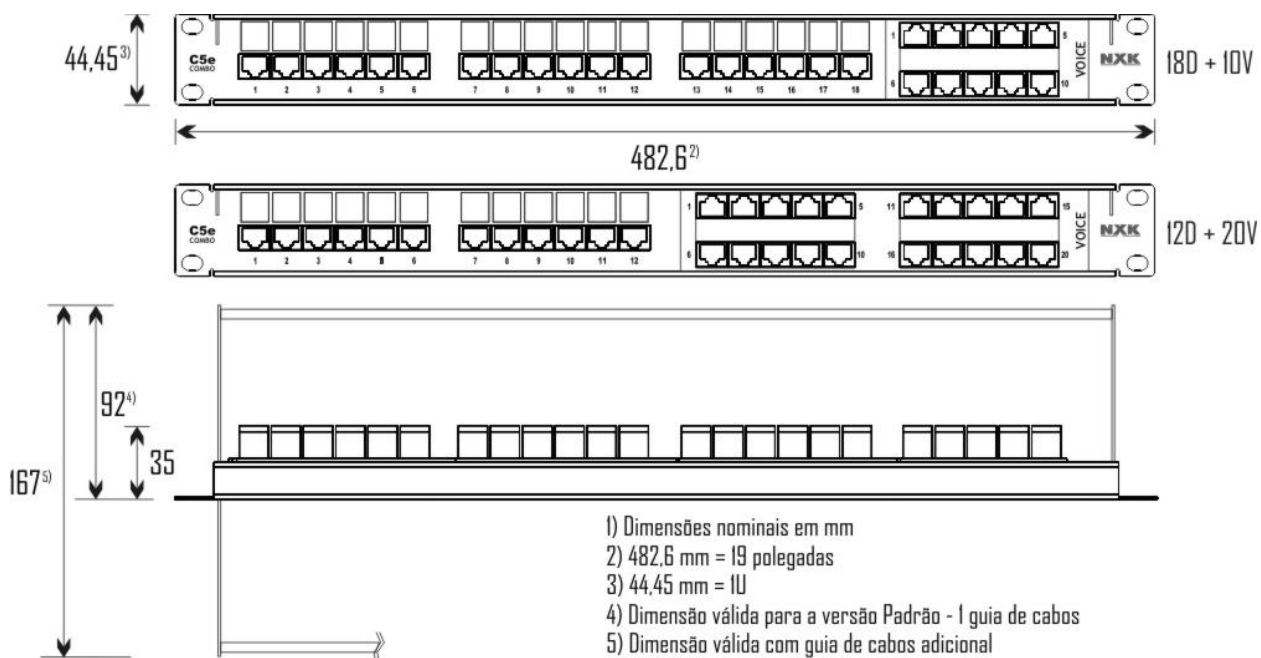 44,45³⁾
C5e
COMBO
1 2 3 4 5 6 7 8 9 10 11 12 13 14 15 16 17 18
1 5
6 10
VOICE
NXK
18D + 10V
482,6²⁾
C5e
COMBO
1 2 3 4 5 6 7 8 9 10 11 12
1 5 11 15
6 10 16 20
VOICE
NXK
12D + 20V
92⁴⁾
35
167⁵⁾
1) Dimensões nominais em mm
2) 482,6 mm = 19 polegadas
3) 44,45 mm = 1U
4) Dimensão válida para a versão Padrão - 1 guia de cabos
5) Dimensão válida com guia de cabos adicional